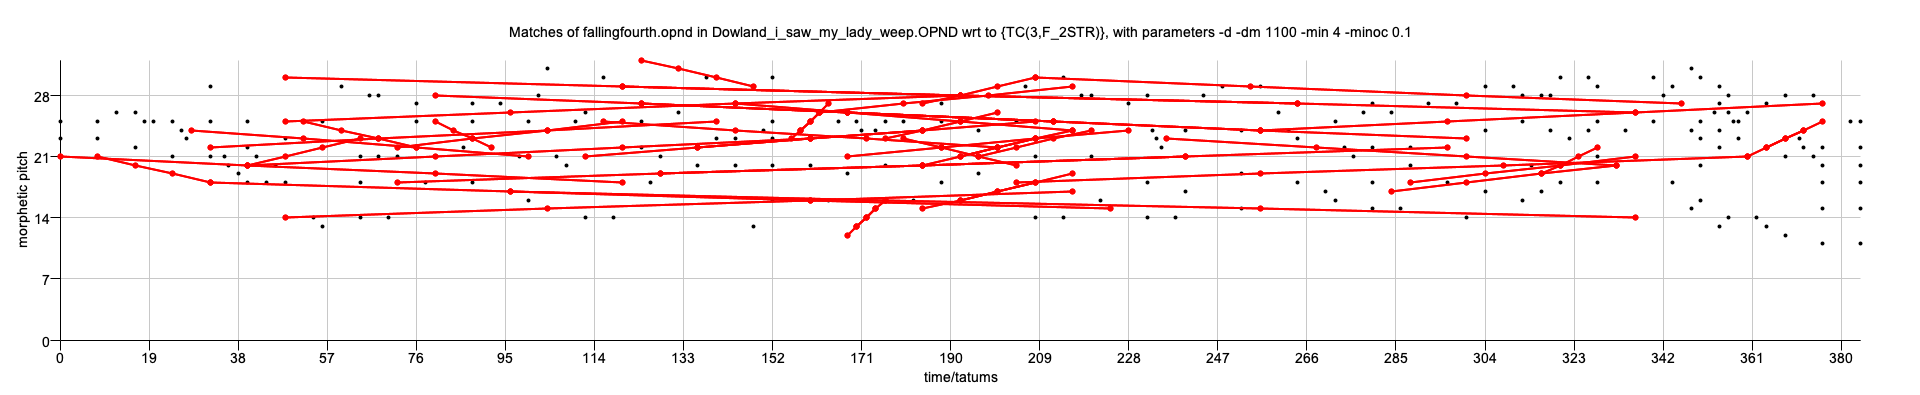 Matches of fallingfourth.opnd in Dowland_i_saw_my_lady_weep.OPND wrt to {TC(3,F_2STR)}, with parameters -d -dm 1100 -min 4 -minoc 0.1
28
21
14
7
0
morphetic pitch
0 19 38 57 76 95 114 133 152 171 190 209 228 247 266 285 304 323 342 361 380
time/tatums